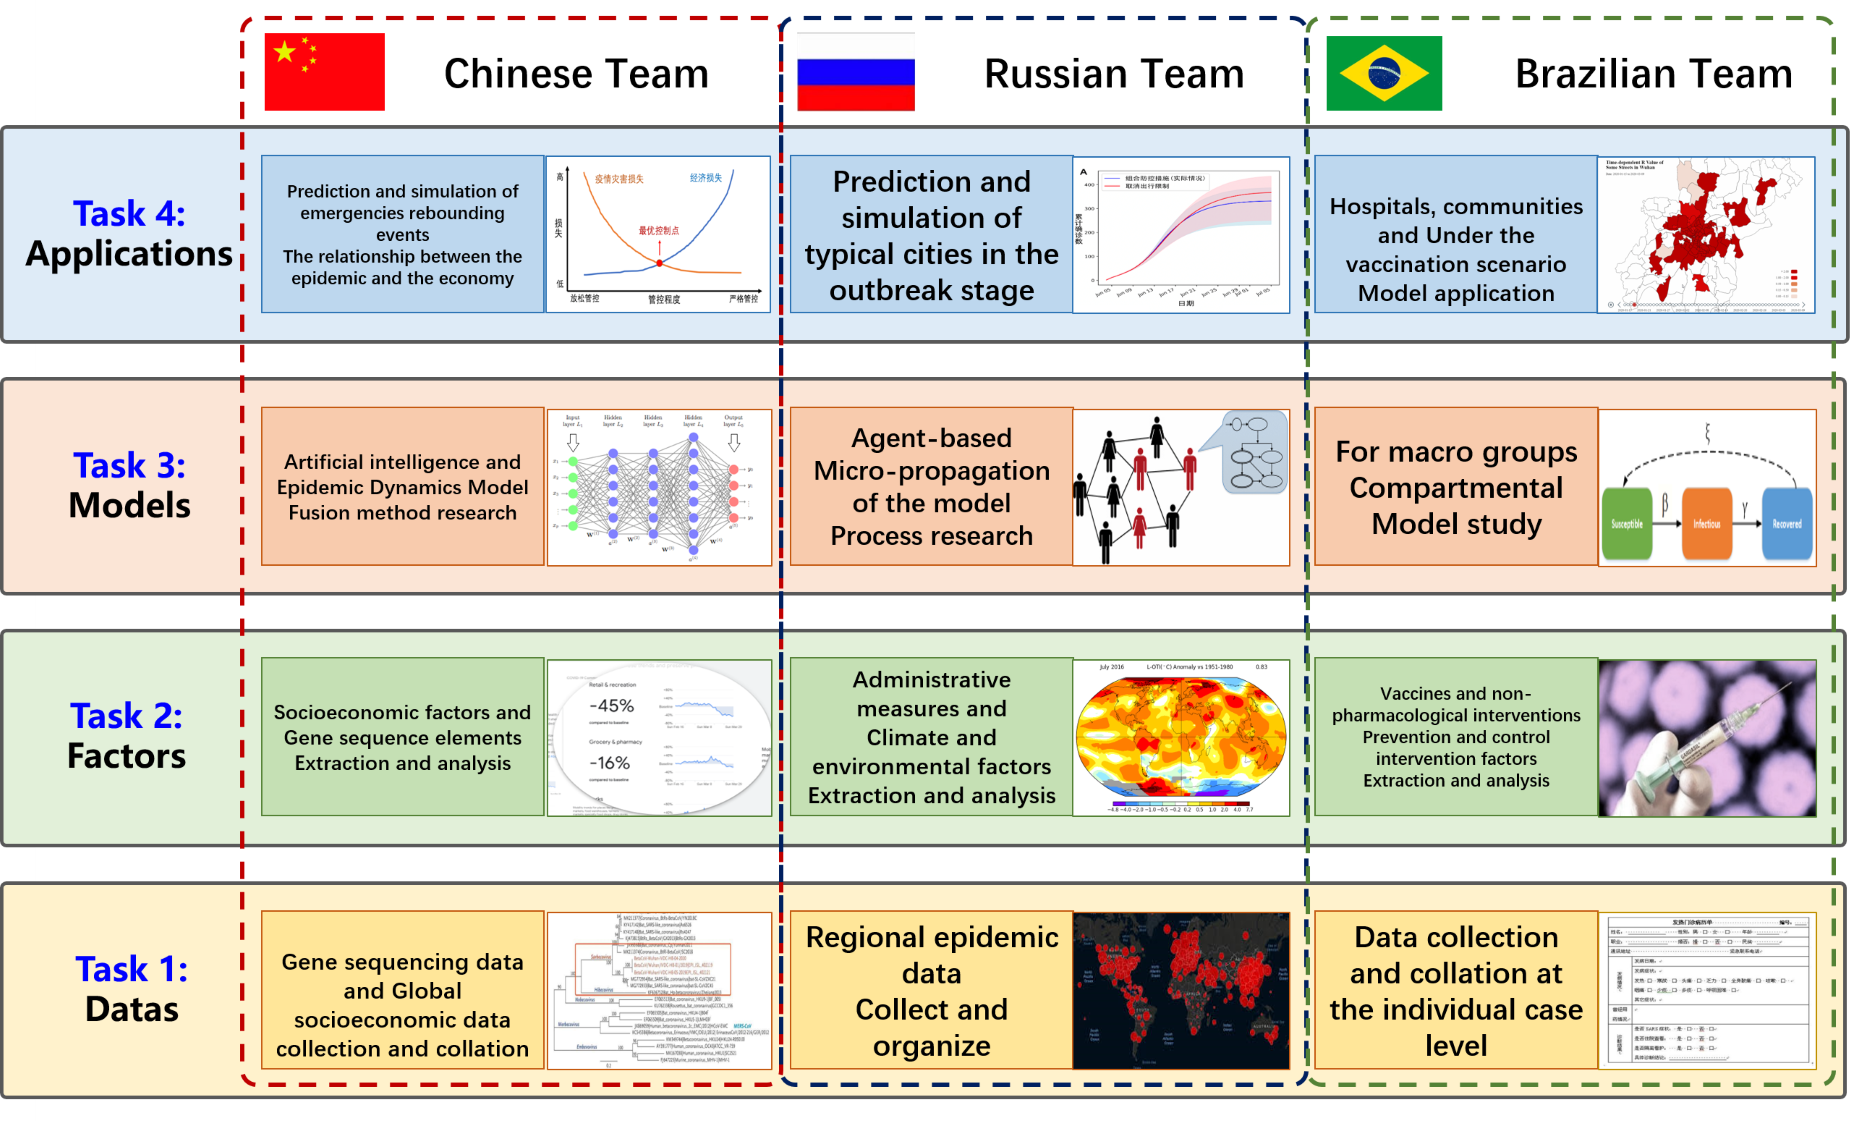 Chinese Team
Russian Team
Brazilian Team
Task 4:
Applications
Prediction and simulation of
emergencies rebounding
events
The relationship between the
epidemic and the economy
高
疫情灾害损失
经济损失
损
失
最优控制点
低
放松管控
管控程度
严格管控
Prediction and
simulation of
typical cities in the
outbreak stage
A
组合防控措施(实际情况)
取消出行限制
400
300
200
100
0
日期
Hospitals, communities
and Under the
vaccination scenario
Model application
Time-dependent R Value of
Some Streets in Wuhan
Task 3:
Models
Artificial intelligence and
Epidemic Dynamics Model
Fusion method research
Input
layer L₁
Hidden
layer L₂
Hidden
layer L₃
Hidden
layer L₄
Output
layer L₅
Agent-based
Micro-propagation
of the model
Process research
For macro groups
Compartmental
Model study
ξ
Susceptible
β
Infectious
γ
Recovered
Task 2:
Factors
Socioeconomic factors and
Gene sequence elements
Extraction and analysis
Retail & recreation
-45%
compared to baseline
Grocery & pharmacy
-16%
compared to baseline
Administrative
measures and
Climate and
environmental factors
Extraction and analysis
July 2016
L-OTI(°C) Anomaly vs 1951-1980
0.83
-4.8 -4.0 -2.0 -1.0 -0.5 -0.2 0.2 0.5 1.0 2.0 4.0 7.7
Vaccines and non-
pharmacological interventions
Prevention and control
intervention factors
Extraction and analysis
Task 1:
Datas
Gene sequencing data
and Global
socioeconomic data
collection and collation
Regional epidemic
data
Collect and
organize
Data collection
and collation at
the individual case
level